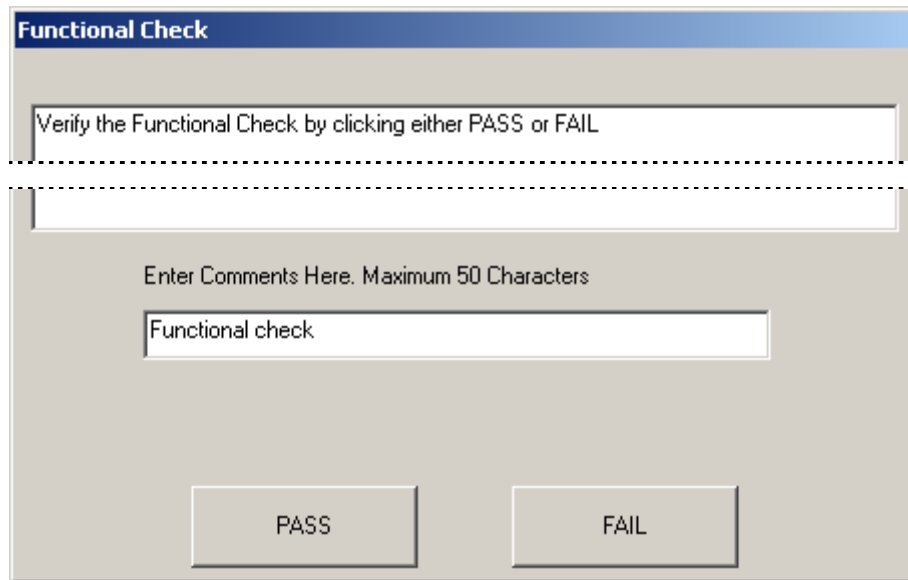 Functional Check
Verify the Functional Check by clicking either PASS or FAIL
Enter Comments Here. Maximum 50 Characters
Functional check
PASS
FAIL